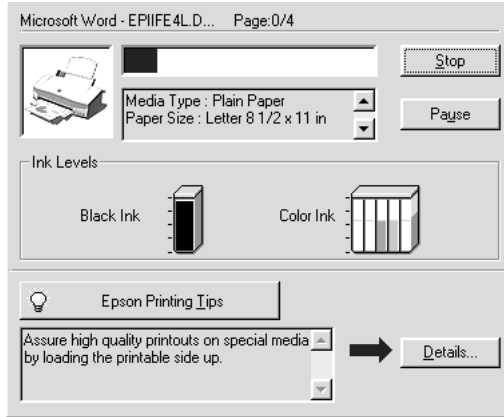 Microsoft Word - EPIIFE4L.D... Page:0/4
Stop
Media Type : Plain Paper
Paper Size : Letter 8 1/2 x 11 in
Pause
Ink Levels
Black Ink
Color Ink
Epson Printing Tips
Assure high quality printouts on special media
by loading the printable side up.
Details...